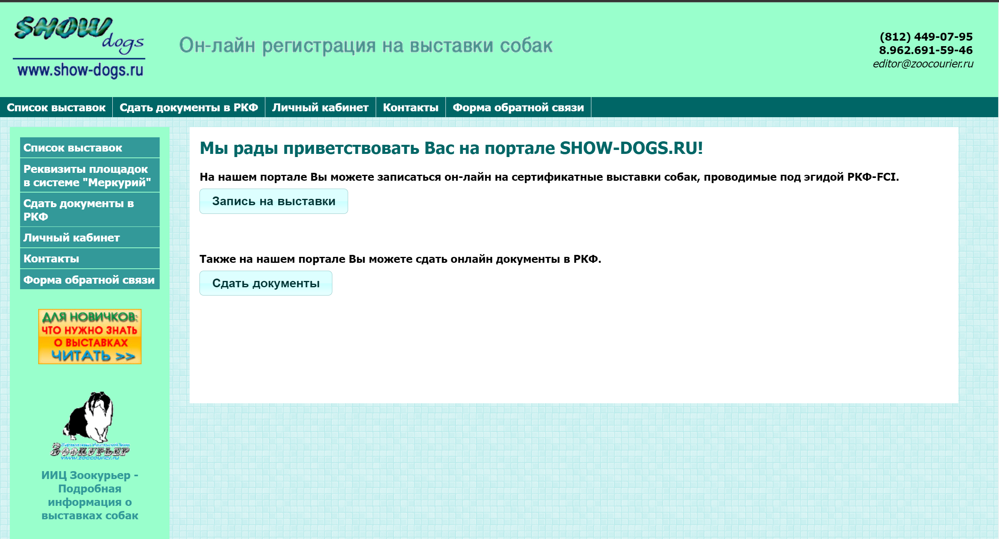 SHOW
dogs
www.show-dogs.ru
Он-лайн регистрация на выставки собак
(812) 449-07-95
8.962.691-59-46
editor@zoocourier.ru
Список выставок
Сдать документы в РКФ
Личный кабинет
Контакты
Форма обратной связи
Список выставок
Реквизиты площадок
в системе "Меркурий"
Сдать документы в
РКФ
Личный кабинет
Контакты
Форма обратной связи
ДЛЯ НОВИЧКОВ:
ЧТО НУЖНО ЗНАТЬ
О ВЫСТАВКАХ
ЧИТАТЬ >>
Зоокурьер
www.zoocourier.ru
ИИЦ Зоокурьер -
Подробная
информация о
выставках собак
Мы рады приветствовать Вас на портале SHOW-DOGS.RU!
На нашем портале Вы можете записаться он-лайн на сертификатные выставки собак, проводимые под эгидой РКФ-FCI.
Запись на выставки
Также на нашем портале Вы можете сдать онлайн документы в РКФ.
Сдать документы